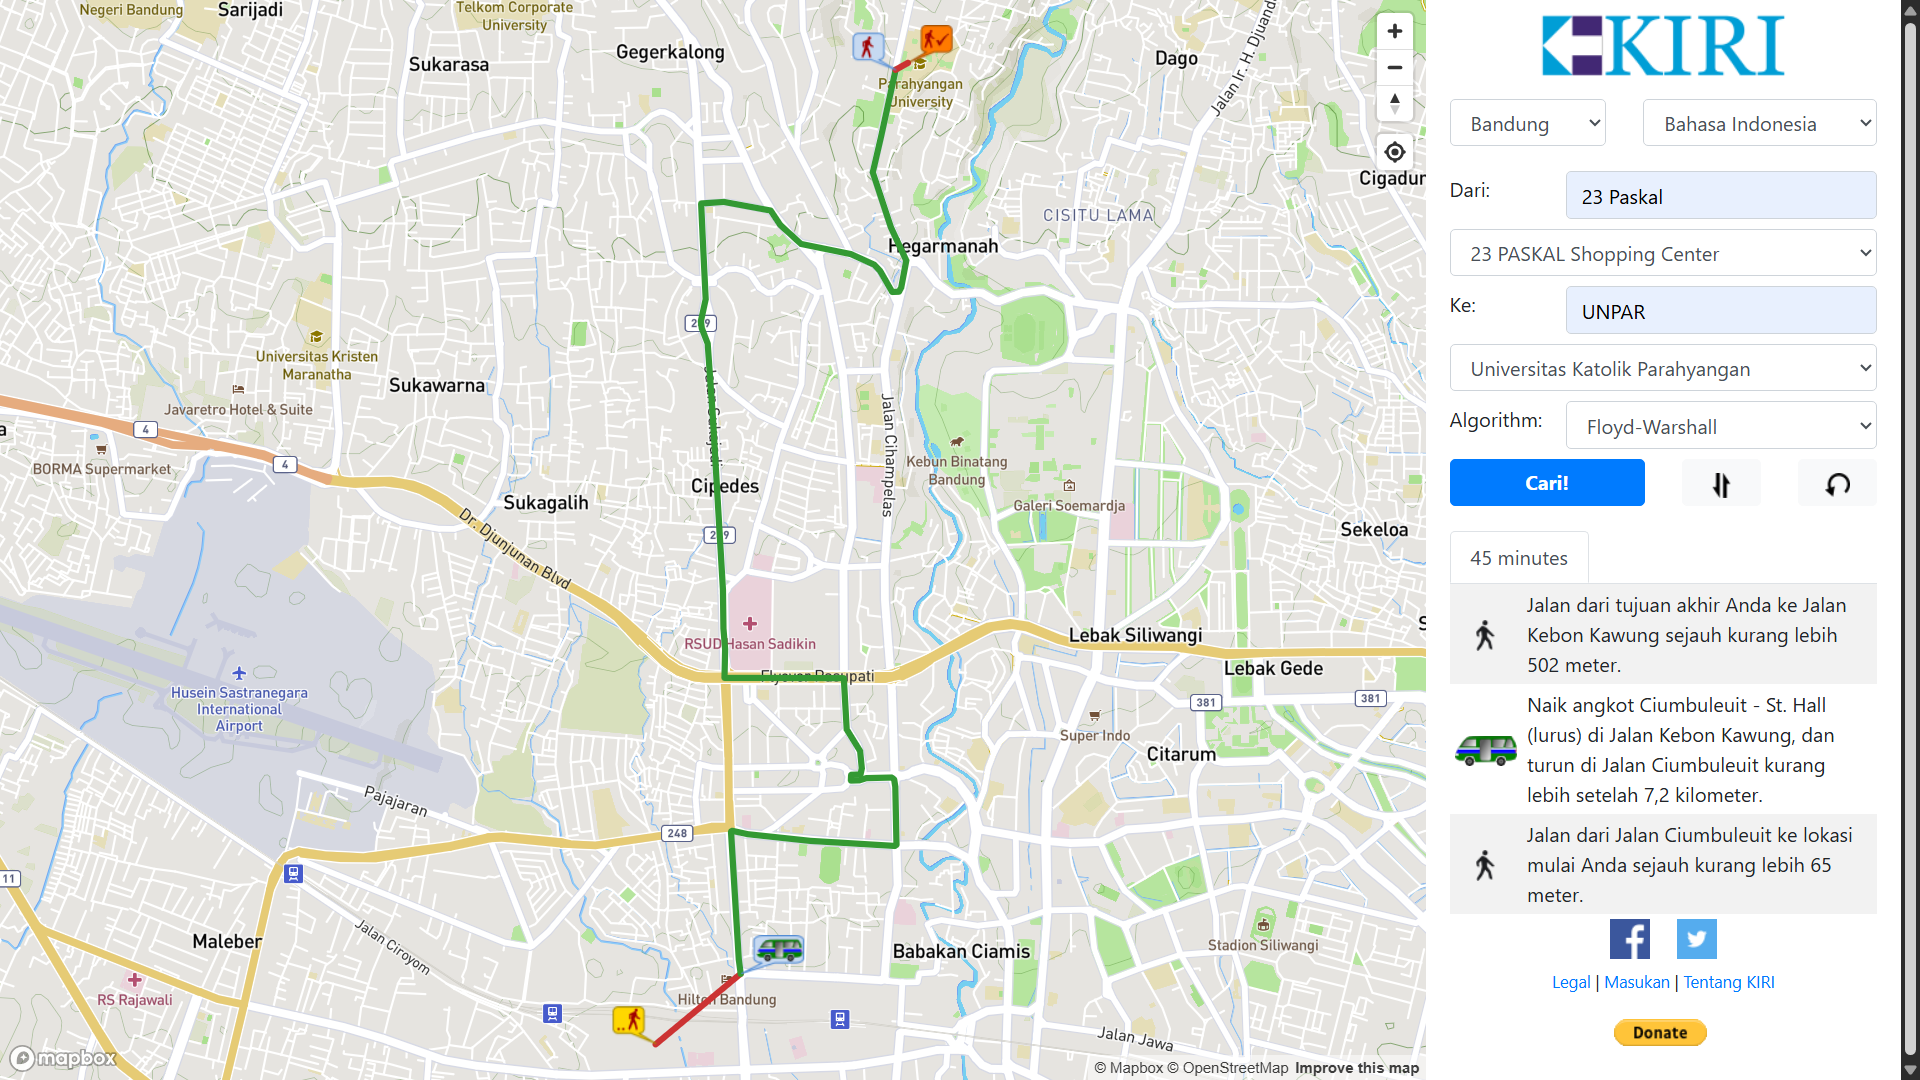 Negeri Bandung
Sarijadi
Telkom Corporate
University
Gegerkalong
Sukarasa
Parahyangan
University
Dago
Jalan Ir. H. Djuanda
Cigadun
CISITU LAMA
Hegarmanah
Universitas Kristen
Maranatha
Sukawarna
Javaretro Hotel & Suite
4
BORMA Supermarket
4
Sukagalih
Dr. Djunjunan Blvd
Cipedes
Jalan Cihampelas
Kebun Binatang
Bandung
Galeri Soemardja
Sekeloa
RSUD Hasan Sadikin
Lebak Siliwangi
Lebak Gede
Husein Sastranegara
International
Airport
381
381
Super Indo
Citarum
Pajajaran
248
11
Maleber
Jalan Ciroyom
RS Rajawali
Babakan Ciamis
Stadion Siliwangi
Hilton Bandung
Jalan Jawa
mapbox
© Mapbox © OpenStreetMap Improve this map
KIRI
Bandung
Bahasa Indonesia
Dari:
23 Paskal
23 PASKAL Shopping Center
Ke:
UNPAR
Universitas Katolik Parahyangan
Algorithm:
Floyd-Warshall
Cari!
45 minutes
Jalan dari tujuan akhir Anda ke Jalan
Kebon Kawung sejauh kurang lebih
502 meter.
Naik angkot Ciumbuleuit - St. Hall
(lurus) di Jalan Kebon Kawung, dan
turun di Jalan Ciumbuleuit kurang
lebih setelah 7,2 kilometer.
Jalan dari Jalan Ciumbuleuit ke lokasi
mulai Anda sejauh kurang lebih 65
meter.
Legal | Masukan | Tentang KIRI
Donate